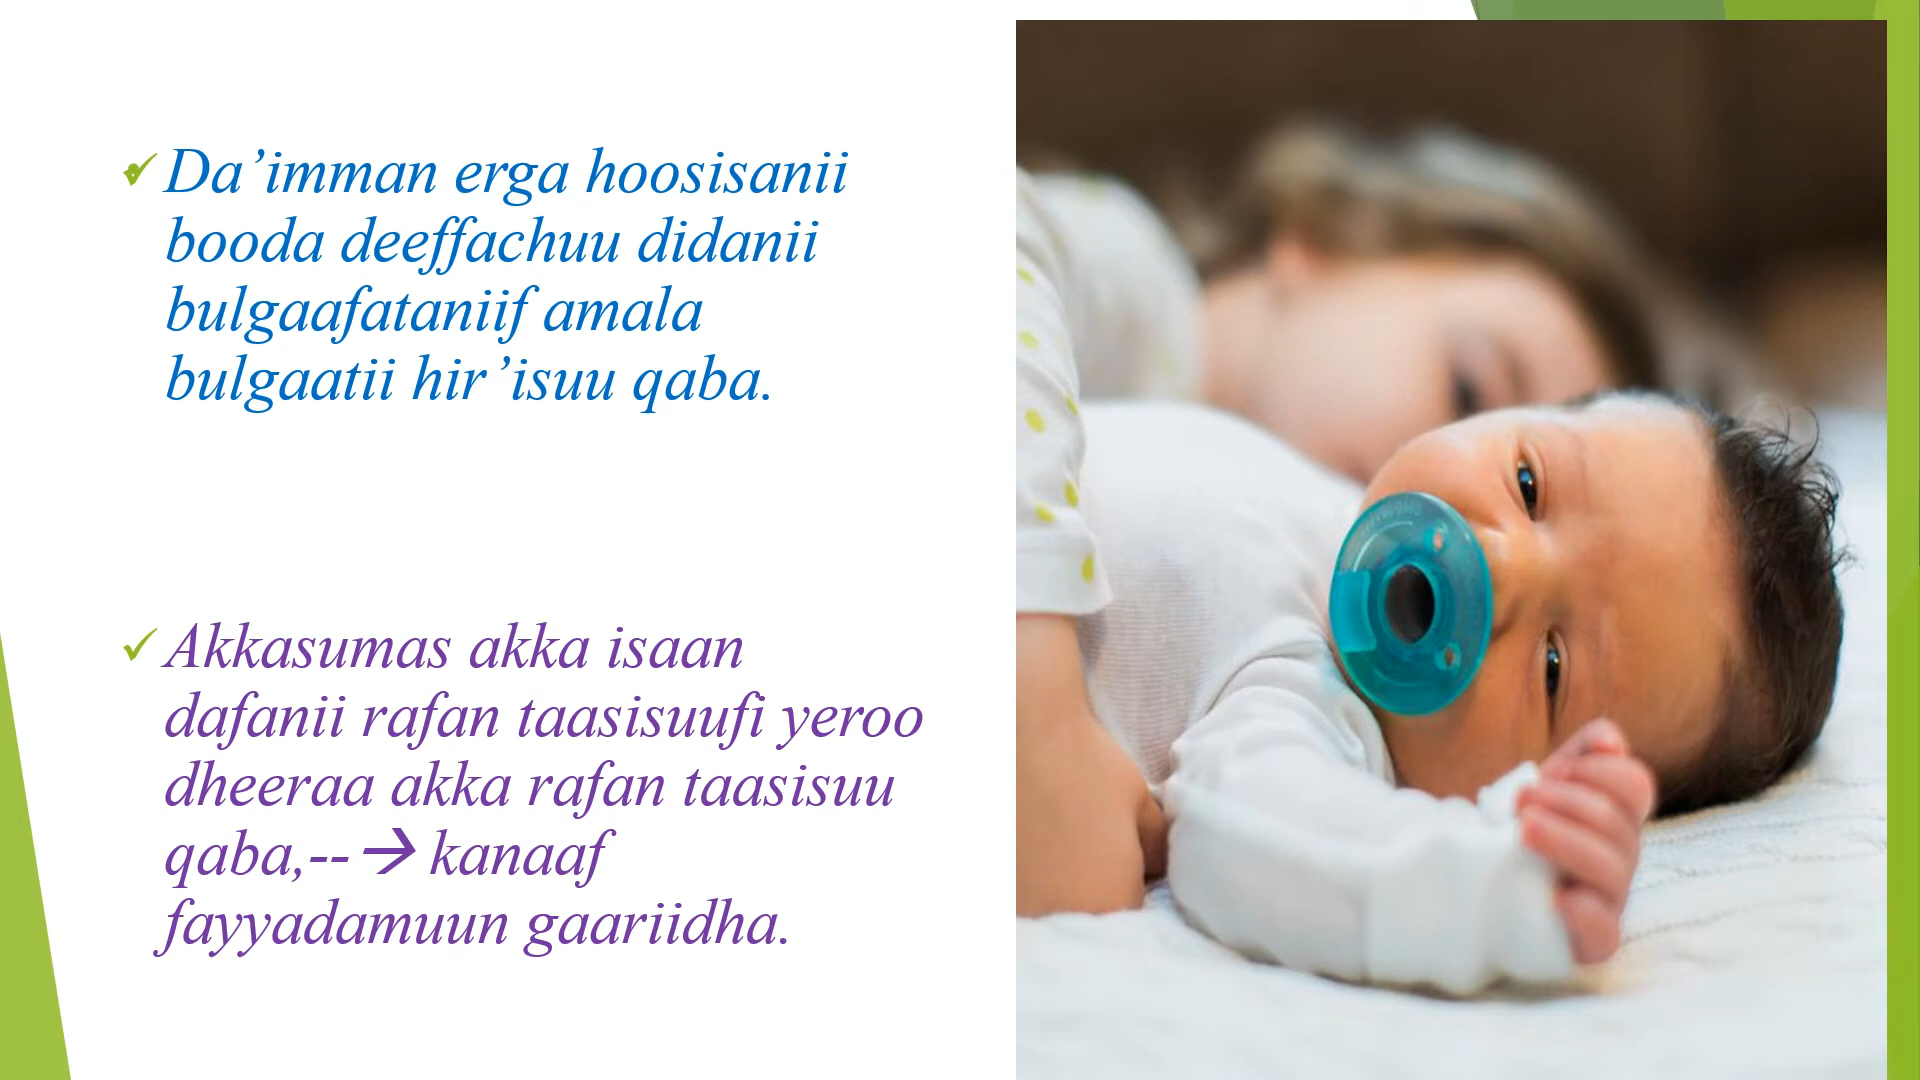 ✓ Da’imman erga hoosisanii
booda deeffachuu didanii
bulgaafataniif amala
bulgaatii hir’isuu qaba.
✓ Akkasumas akka isaan
dafanii rafan taasisuufi yeroo
dheeraa akka rafan taasisuu
qaba,--→ kanaaf
fayyadamuun gaariidha.